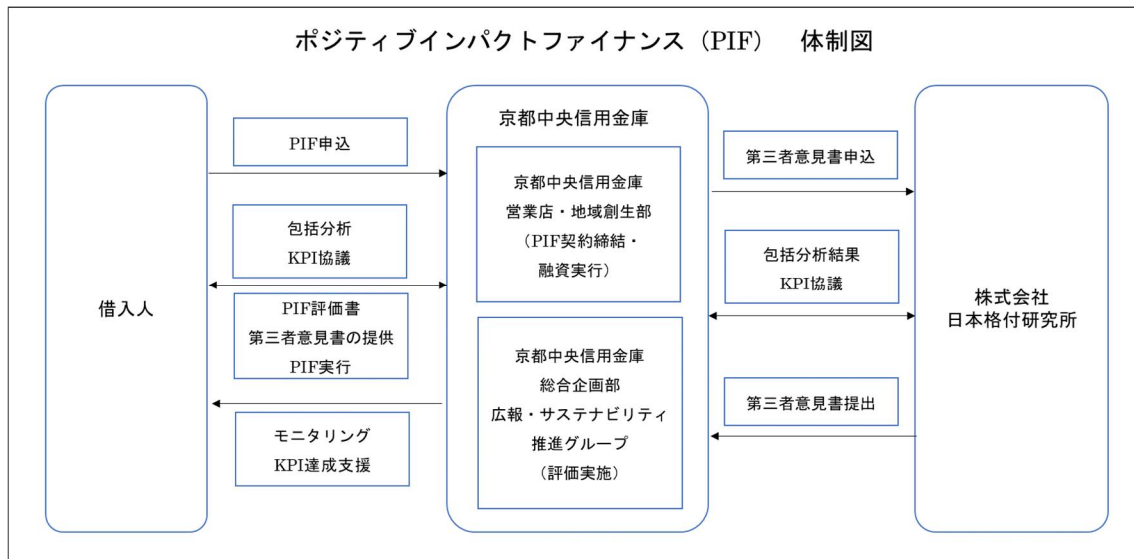 ポジティブインパクトファイナンス（PIF）　体制図
借入人
PIF申込
包括分析
KPI協議
PIF評価書
第三者意見書の提供
PIF実行
モニタリング
KPI達成支援
京都中央信用金庫
京都中央信用金庫
営業店・地域創生部
（PIF契約締結・
融資実行）
京都中央信用金庫
総合企画部
広報・サステナビリティ
推進グループ
（評価実施）
第三者意見書申込
包括分析結果
KPI協議
第三者意見書提出
株式会社
日本格付研究所